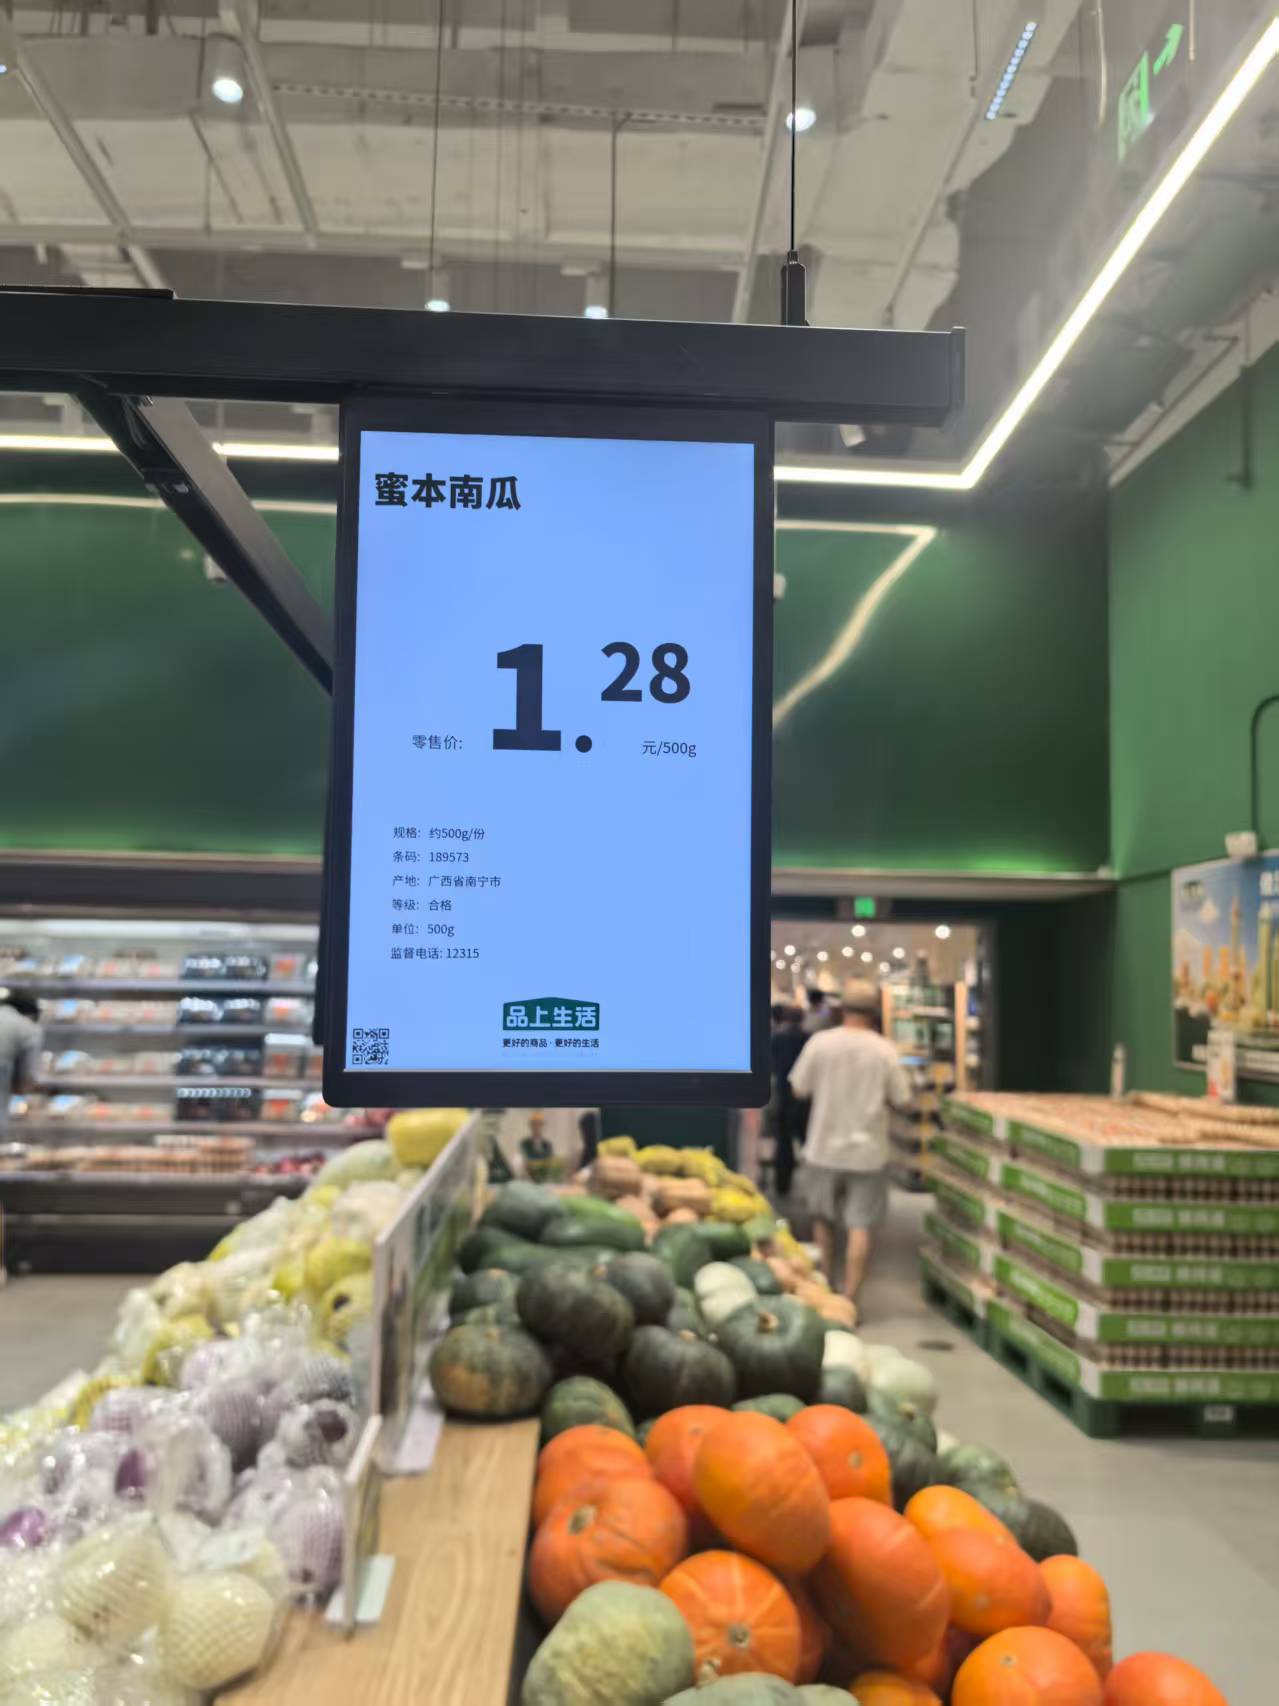 蜜本南瓜
零售价: 1.28 元/500g
规格: 约500g/份
条码: 189573
产地: 广西省南宁市
等级: 合格
单位: 500g
监督电话: 12315
品上生活
更好的商品·更好的生活